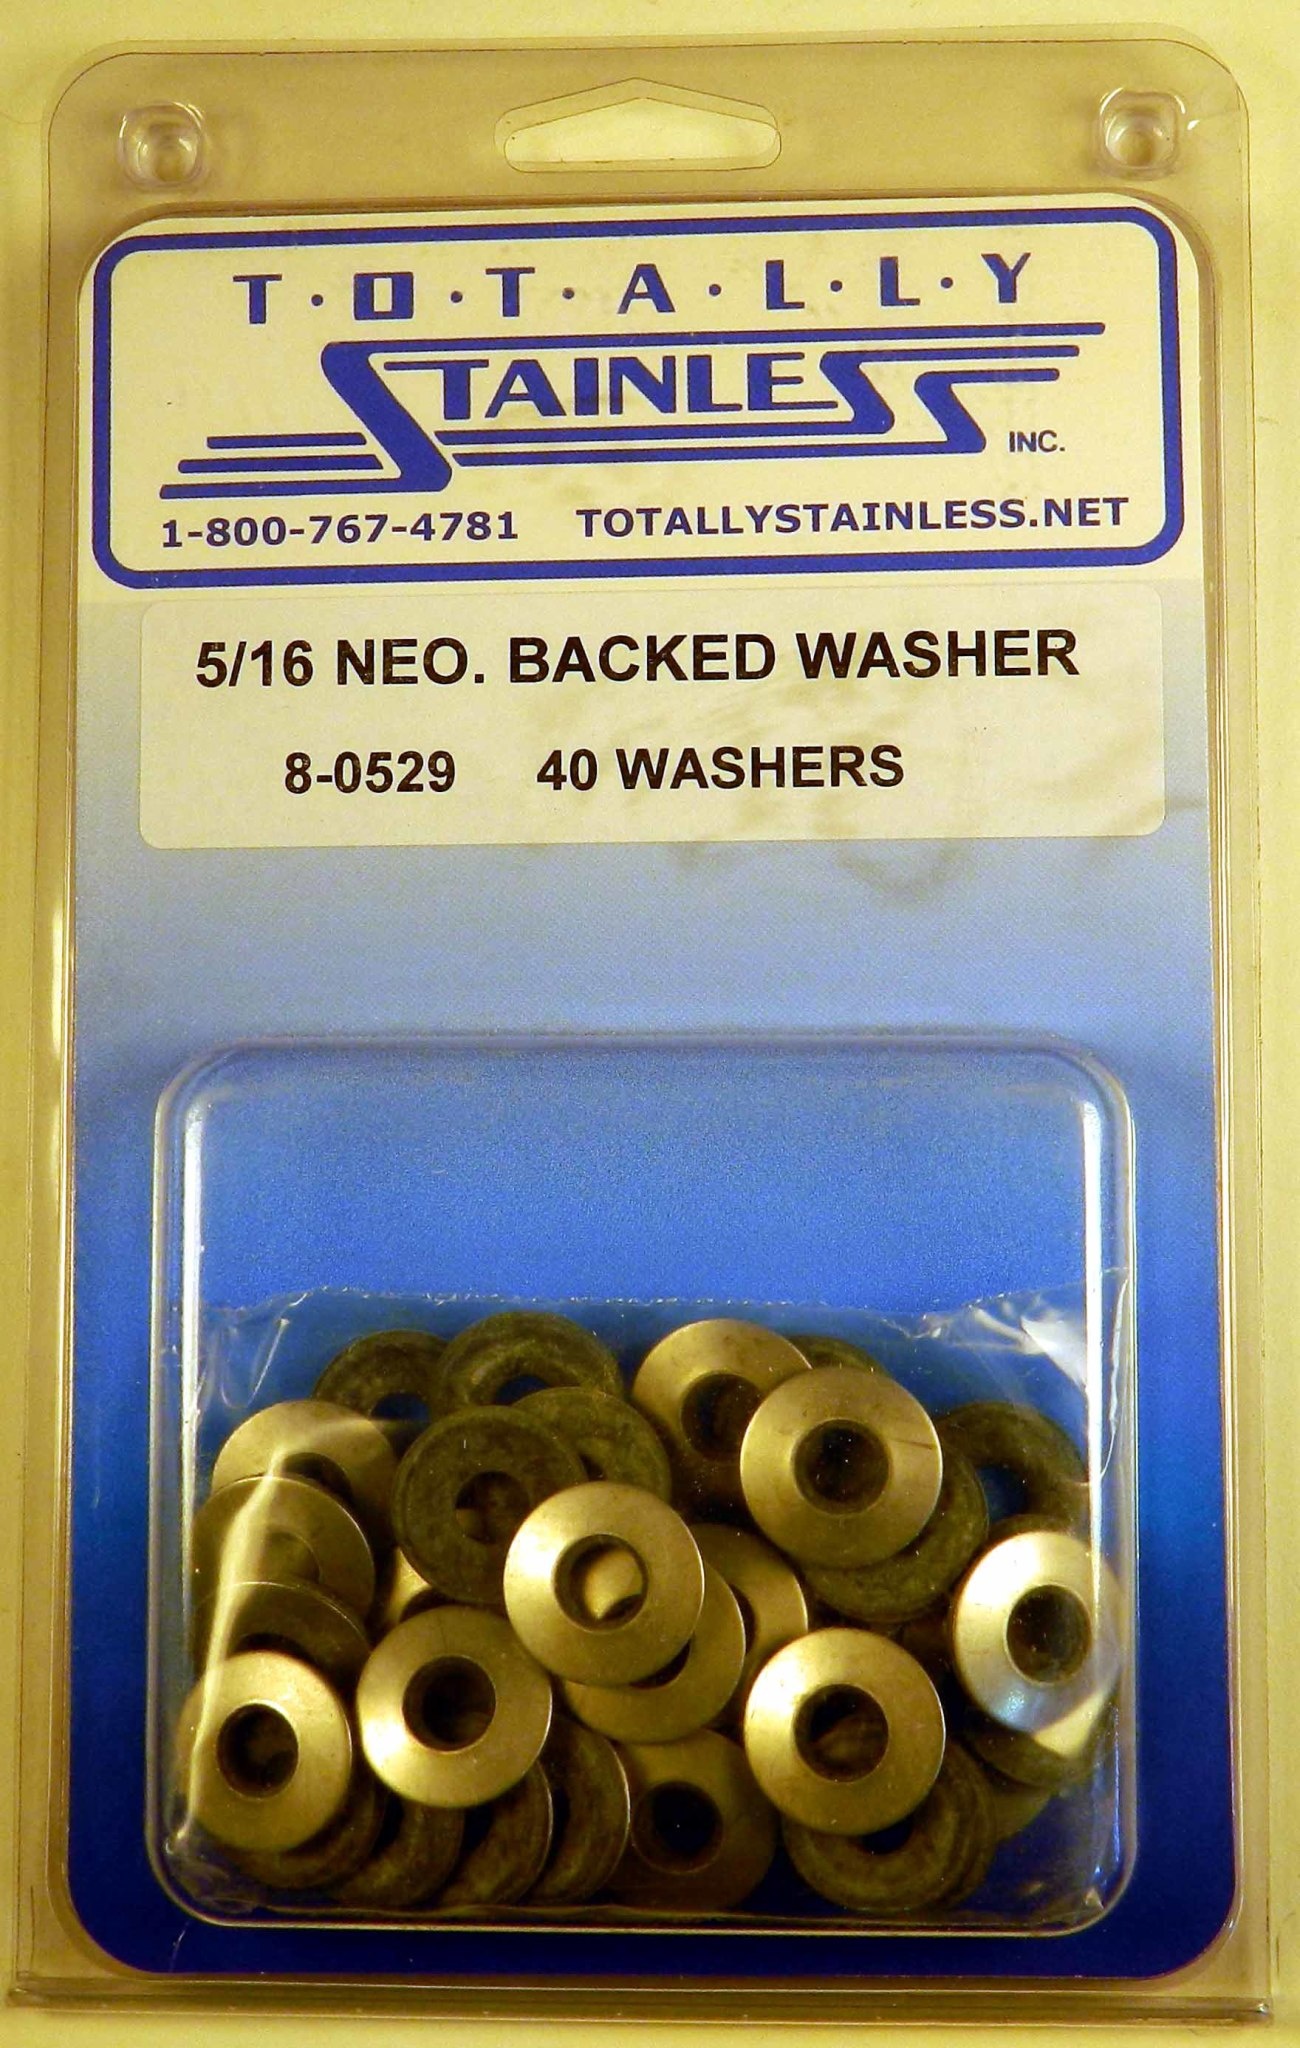 T·O·T·A·L·L·Y
STAINLESS
INC.
1-800-767-4781 TOTALLYSTAINLESS.NET
5/16 NEO. BACKED WASHER
8-0529 40 WASHERS